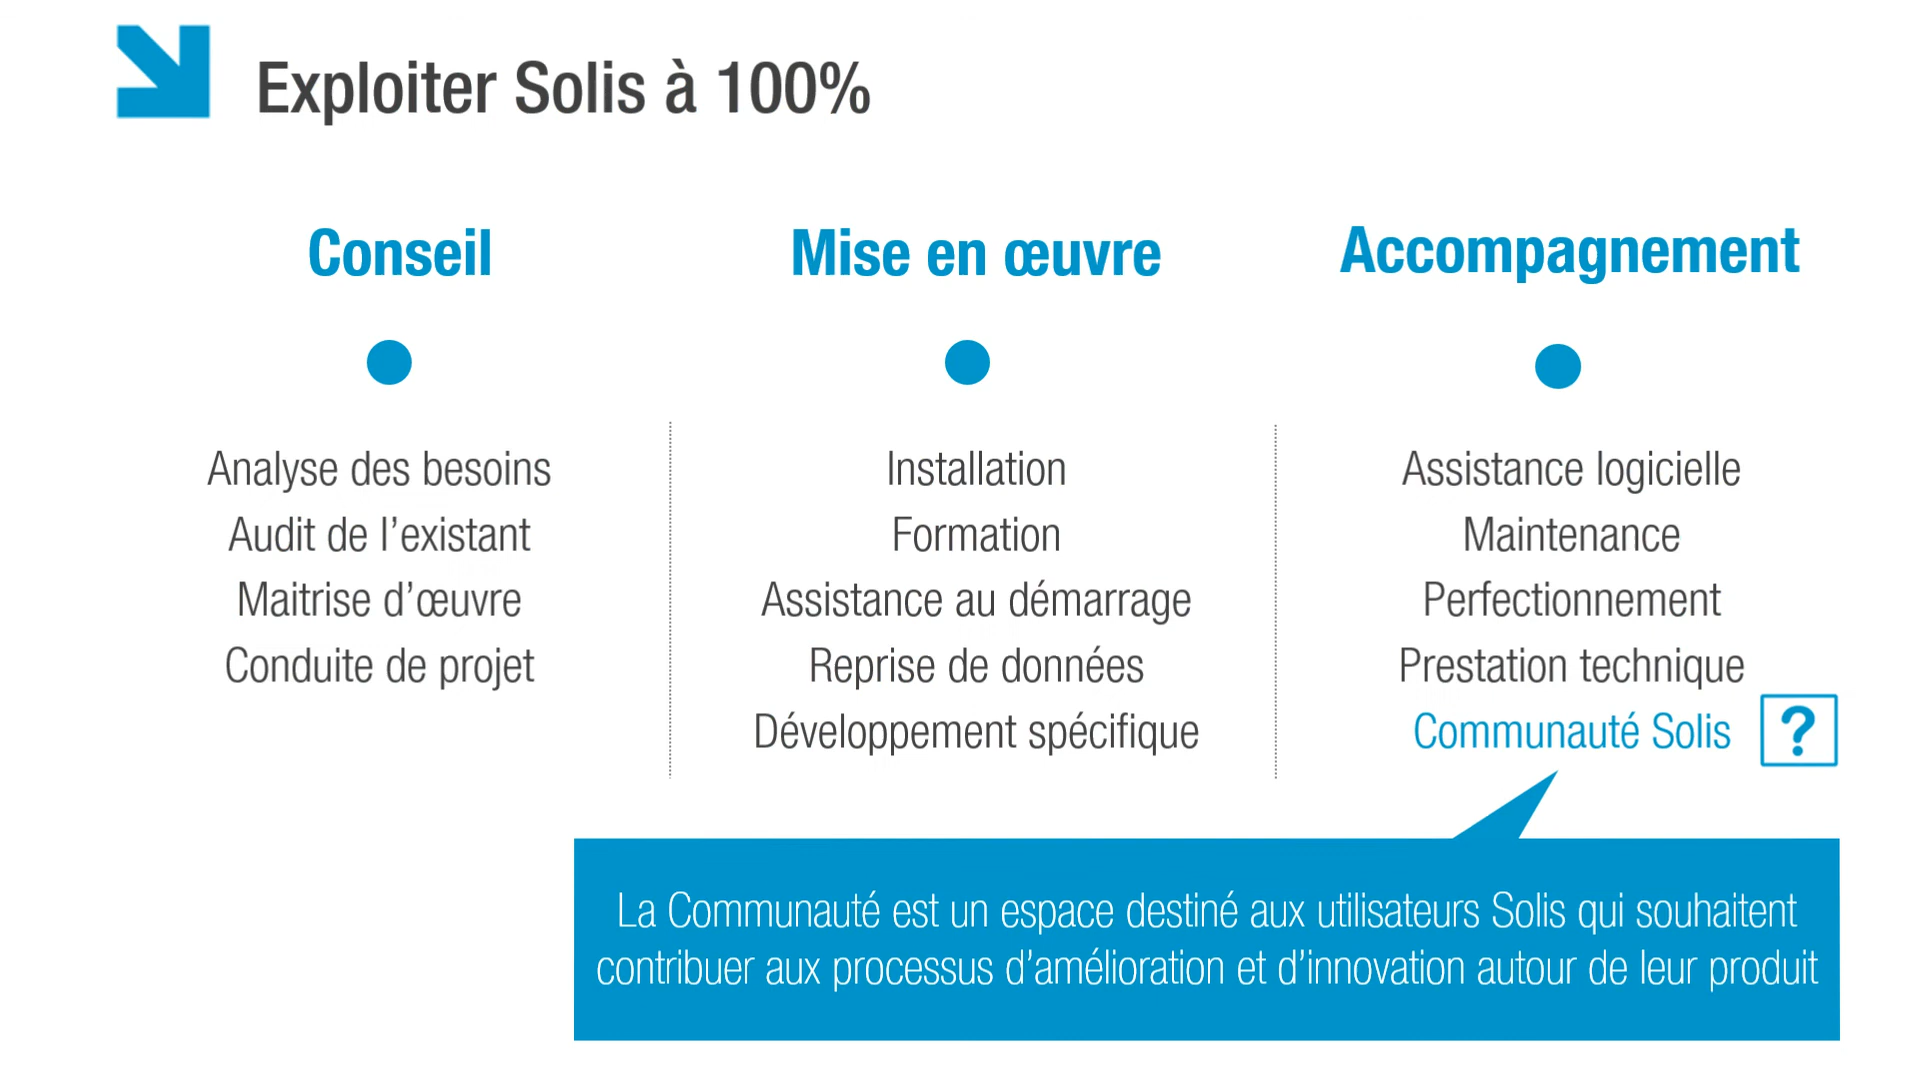 Exploiter Solis à 100%
Conseil
Analyse des besoins
Audit de l’existant
Maitrise d’œuvre
Conduite de projet
Mise en œuvre
Installation
Formation
Assistance au démarrage
Reprise de données
Développement spécifique
Accompagnement
Assistance logicielle
Maintenance
Perfectionnement
Prestation technique
Communauté Solis ?
La Communauté est un espace destiné aux utilisateurs Solis qui souhaitent
contribuer aux processus d’amélioration et d’innovation autour de leur produit